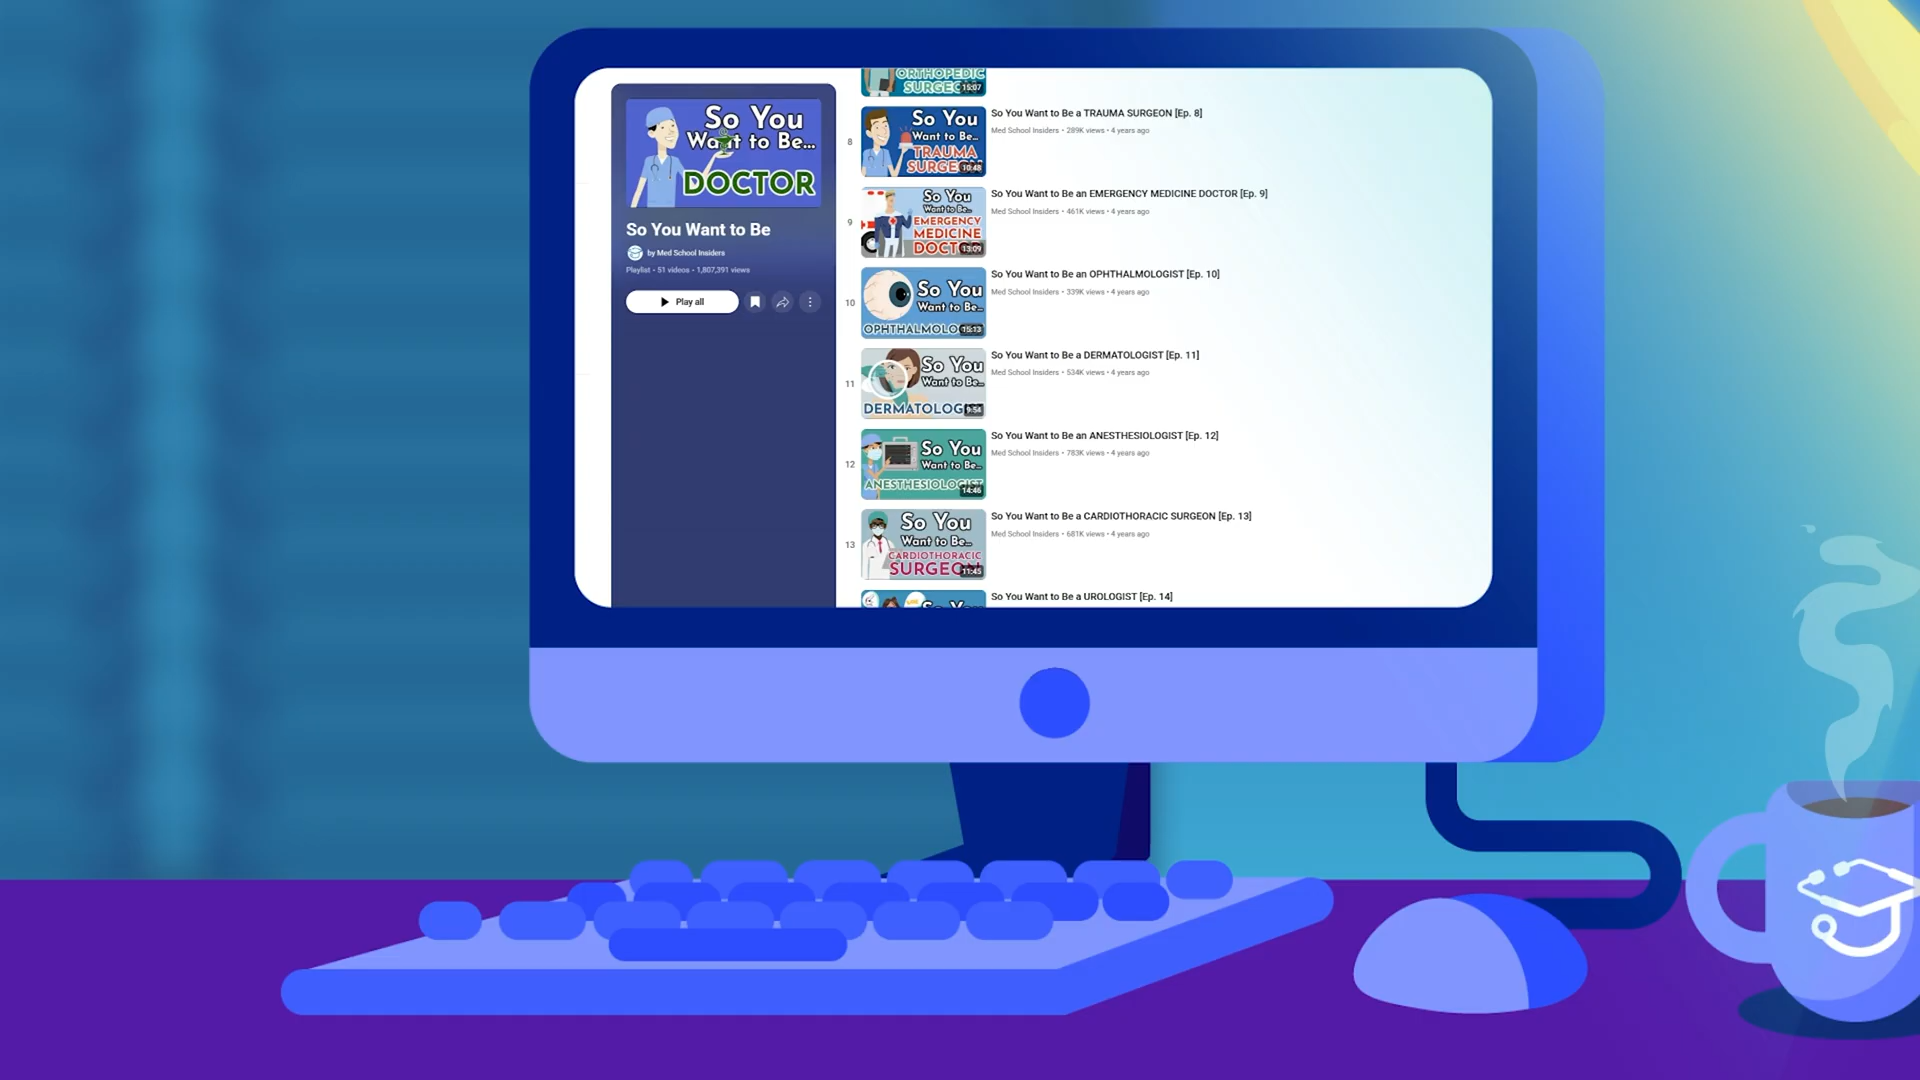 So You
Want to Be...
DOCTOR
So You Want to Be
by Med School Insiders
Playlist • 51 videos • 1,807,391 views
Play all
ORTHOPEDIC
15:07
8
So You
Want to Be...
TRAUMA
10:48
So You Want to Be a TRAUMA SURGEON [Ep. 8]
Med School Insiders • 289K views • 4 years ago
9
So You
Want to Be...
EMERGENCY
MEDICINE
13:09
So You Want to Be an EMERGENCY MEDICINE DOCTOR [Ep. 9]
Med School Insiders • 461K views • 4 years ago
10
So You
Want to Be...
15:13
So You Want to Be an OPHTHALMOLOGIST [Ep. 10]
Med School Insiders • 339K views • 4 years ago
11
So You
Want to Be...
9:54
So You Want to Be a DERMATOLOGIST [Ep. 11]
Med School Insiders • 534K views • 4 years ago
12
So You
Want to Be...
ANESTHESIOLOGIST
14:46
So You Want to Be an ANESTHESIOLOGIST [Ep. 12]
Med School Insiders • 783K views • 4 years ago
13
So You
Want to Be...
CARDIOTHORACIC
SURGEON
11:45
So You Want to Be a CARDIOTHORACIC SURGEON [Ep. 13]
Med School Insiders • 681K views • 4 years ago
So You
So You Want to Be a UROLOGIST [Ep. 14]